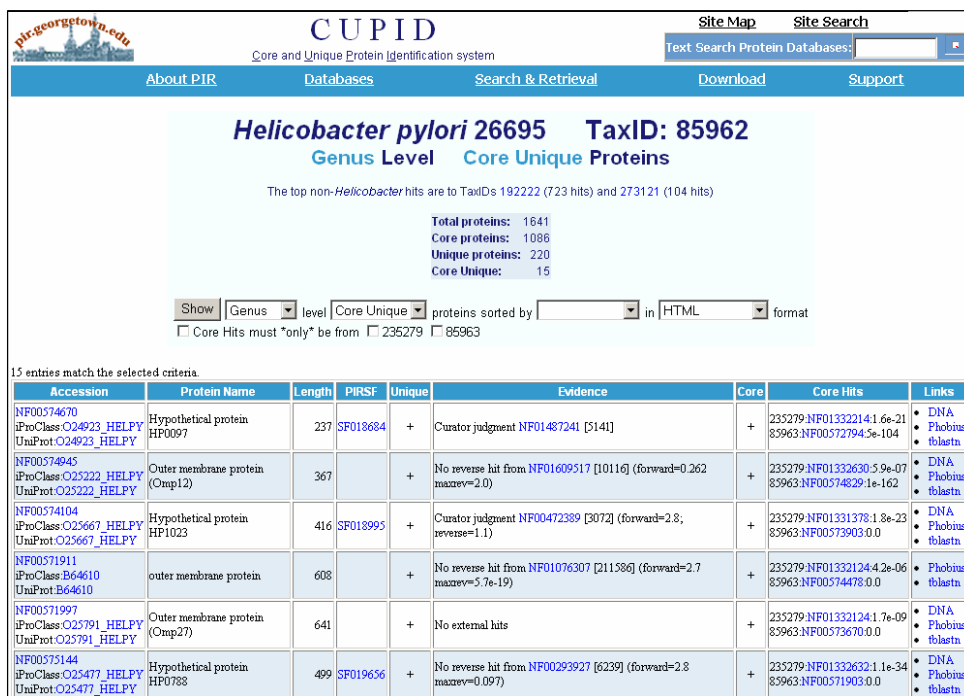 pir.georgetown.edu
CUPID
Core and Unique Protein Identification system
Site Map Site Search
Text Search Protein Databases:
About PIR Databases Search & Retrieval Download Support
Helicobacter pylori 26695 TaxID: 85962
Genus Level Core Unique Proteins
The top non-Helicobacter hits are to TaxIDs 192222 (723 hits) and 273121 (104 hits)
Total proteins: 1641
Core proteins: 1086
Unique proteins: 220
Core Unique: 15
Show Genus level Core Unique proteins sorted by in HTML format
Core Hits must *only* be from 235279 85963
15 entries match the selected criteria.
Accession Protein Name Length PIRSF Unique Evidence Core Core Hits Links
NF00574670
iProClass:O24923_HELPY
UniProt:O24923_HELPY
Hypothetical protein
HP0097
237 SF018684 + Curator judgment NF01487241 [5141] +
235279:NF01332214:1.6e-21
85963:NF00572794:5e-104
DNA
Phobius
tblastn
NF00574945
iProClass:O25222_HELPY
UniProt:O25222_HELPY
Outer membrane protein
(Omp12)
367 +
No reverse hit from NF01609517 [10116] (forward=0.262
maxrev=2.0)
+
235279:NF01332630:5.9e-07
85963:NF00574829:1e-162
DNA
Phobius
tblastn
NF00574104
iProClass:O25667_HELPY
UniProt:O25667_HELPY
Hypothetical protein
HP1023
416 SF018995 +
Curator judgment NF00472389 [3072] (forward=2.8;
reverse=1.1)
+
235279:NF01331378:1.8e-23
85963:NF00573903:0.0
DNA
Phobius
tblastn
NF00571911
iProClass:B64610
UniProt:B64610
outer membrane protein
608 +
No reverse hit from NF01076307 [211586] (forward=2.7
maxrev=5.7e-19)
+
235279:NF01332124:4.2e-06
85963:NF00574478:0.0
Phobius
tblastn
NF00571997
iProClass:O25791_HELPY
UniProt:O25791_HELPY
Outer membrane protein
(Omp27)
641 + No external hits +
235279:NF01332124:1.7e-09
85963:NF00573670:0.0
DNA
Phobius
tblastn
NF00575144
iProClass:O25477_HELPY
UniProt:O25477_HELPY
Hypothetical protein
HP0788
499 SF019656 +
No reverse hit from NF00293927 [6239] (forward=2.8
maxrev=0.097)
+
235279:NF01332632:1.1e-34
85963:NF00571903:0.0
DNA
Phobius
tblastn